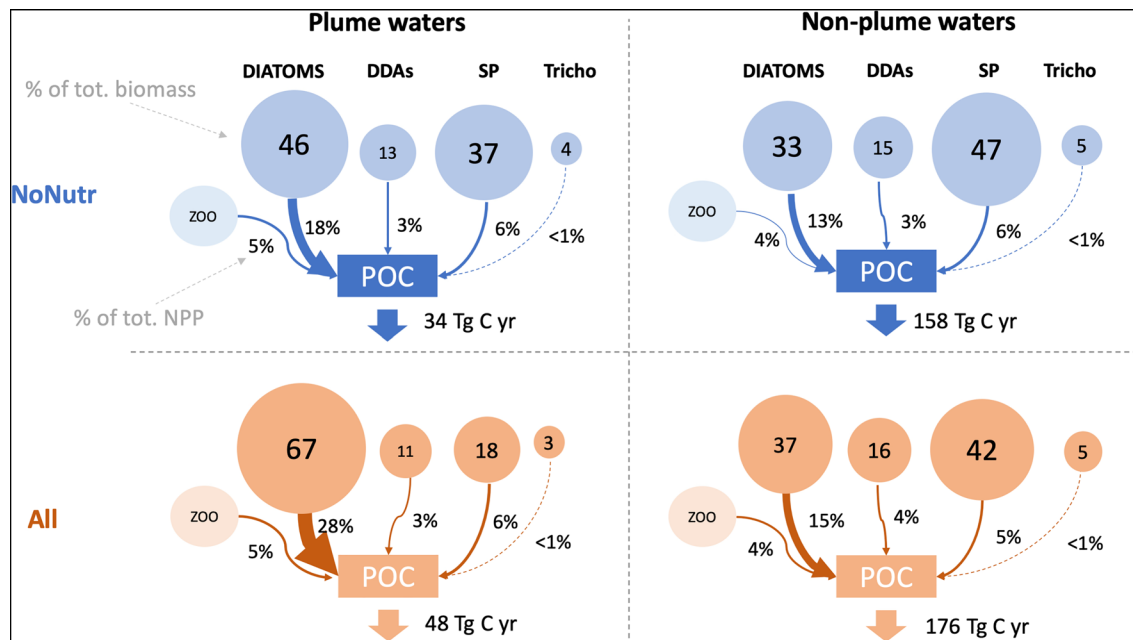 Plume waters
Non-plume waters
DIATOMS DDAs SP Tricho
DIATOMS DDAs SP Tricho
% of tot. biomass
46 13 37 4
33 15 47 5
NoNutr
ZOO
ZOO
5% 18% 3% 6% <1%
4% 13% 3% 6% <1%
POC
POC
% of tot. NPP
34 Tg C yr
158 Tg C yr
67 11 18 3
37 16 42 5
All
ZOO
ZOO
5% 28% 3% 6% <1%
4% 15% 4% 5% <1%
POC
POC
48 Tg C yr
176 Tg C yr